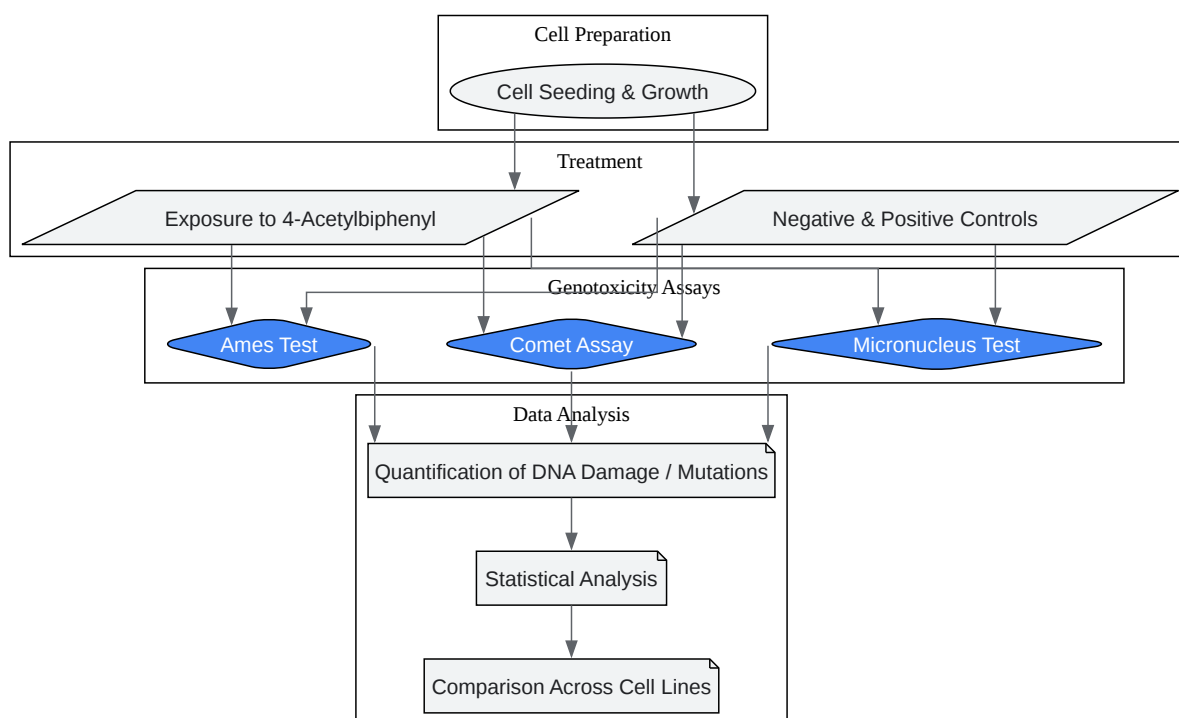 Cell Preparation
Cell Seeding & Growth
Treatment
Exposure to 4-Acetylbiphenyl
Negative & Positive Controls
Genotoxicity Assays
Ames Test
Comet Assay
Micronucleus Test
Data Analysis
Quantification of DNA Damage / Mutations
Statistical Analysis
Comparison Across Cell Lines